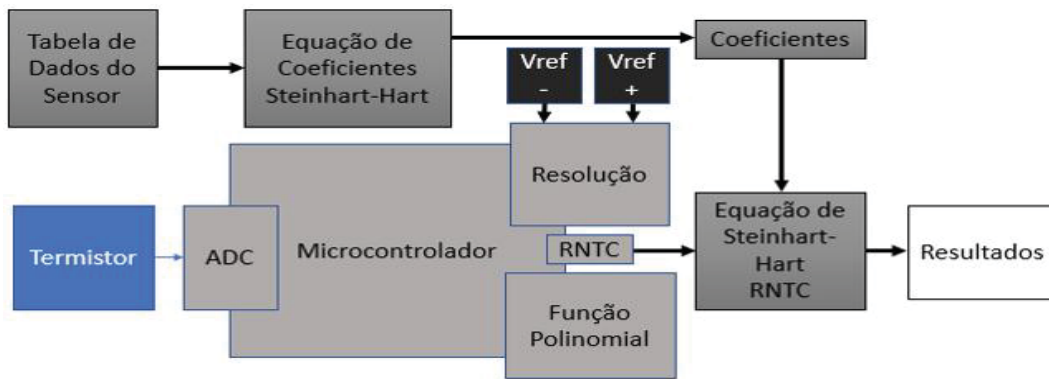 Tabela de
Dados do
Sensor
Equação de
Coeficientes
Steinhart-Hart
Coeficientes
Vref
-
Vref
+
Resolução
Termistor
ADC
Microcontrolador
RNTC
Função
Polinomial
Equação de
Steinhart-
Hart
RNTC
Resultados